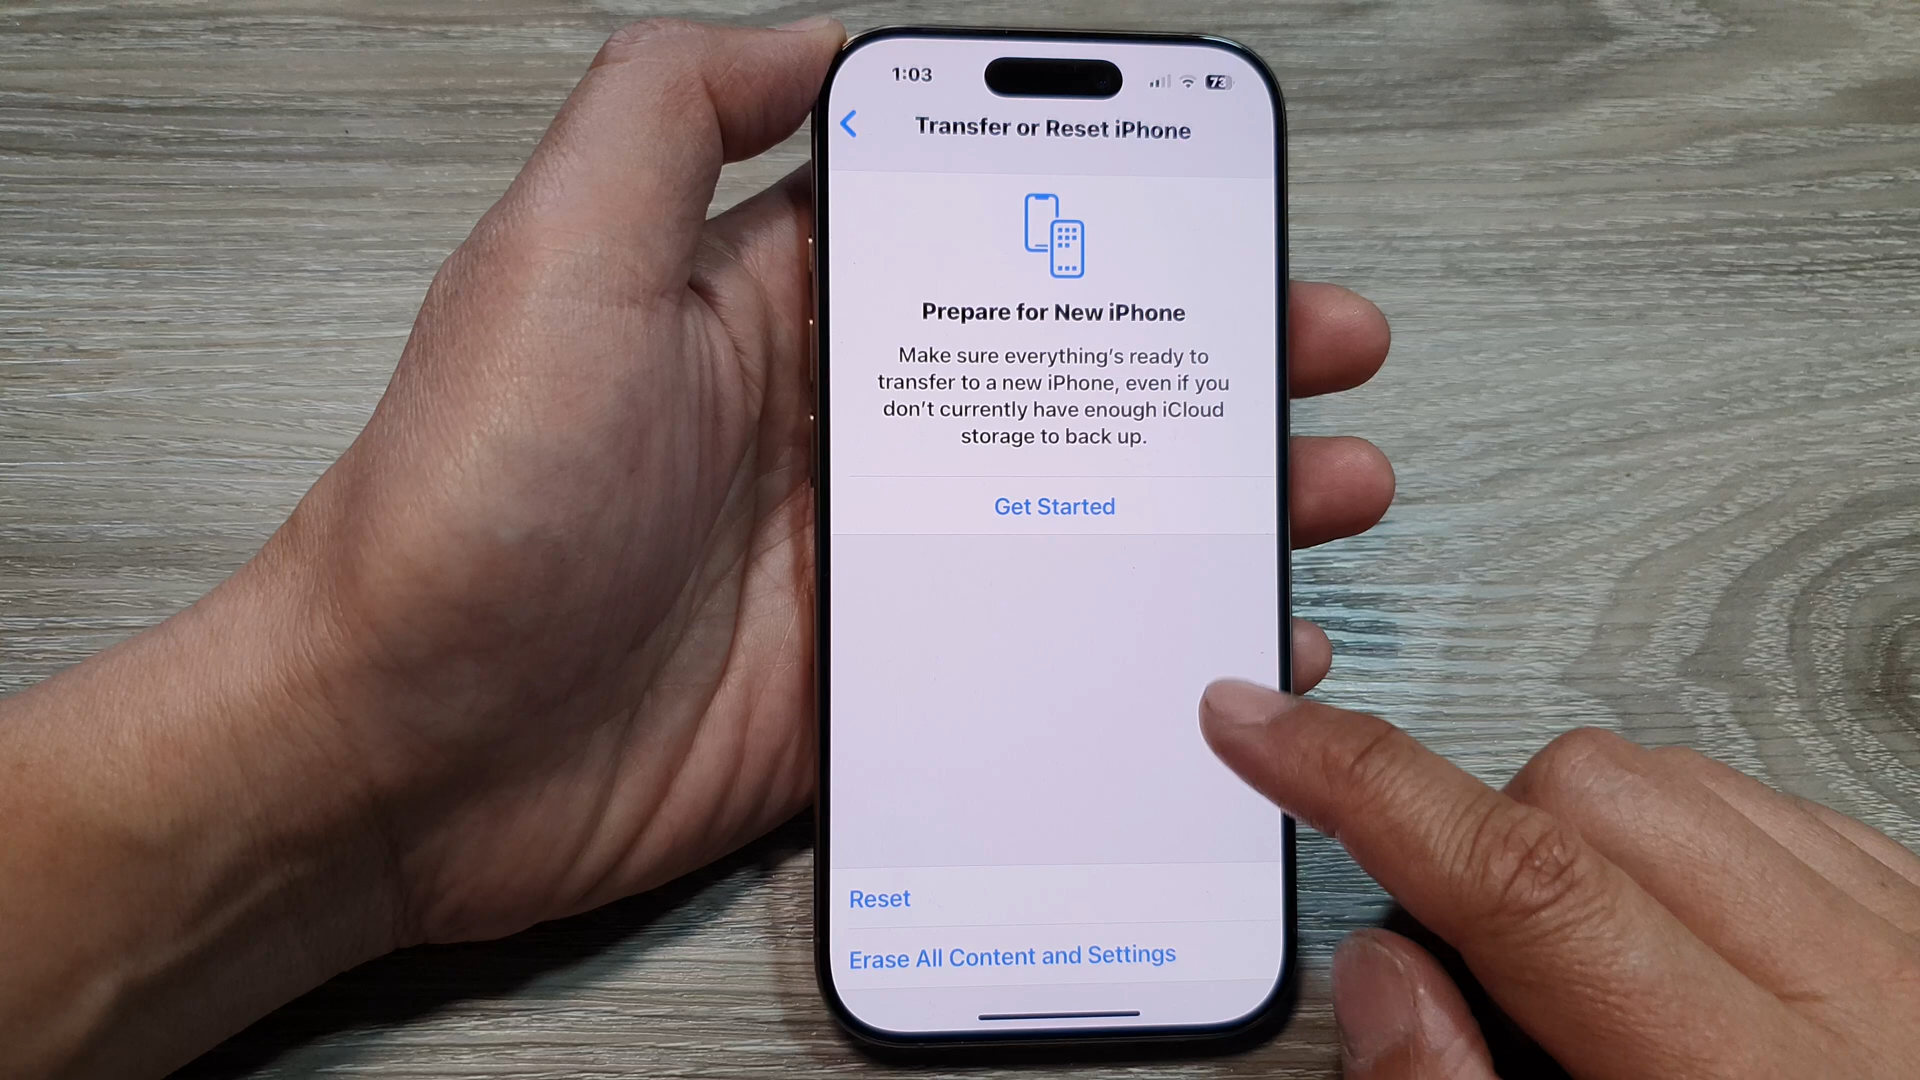 1:03
73
Transfer or Reset iPhone
Prepare for New iPhone
Make sure everything's ready to
transfer to a new iPhone, even if you
don't currently have enough iCloud
storage to back up.
Get Started
Reset
Erase All Content and Settings